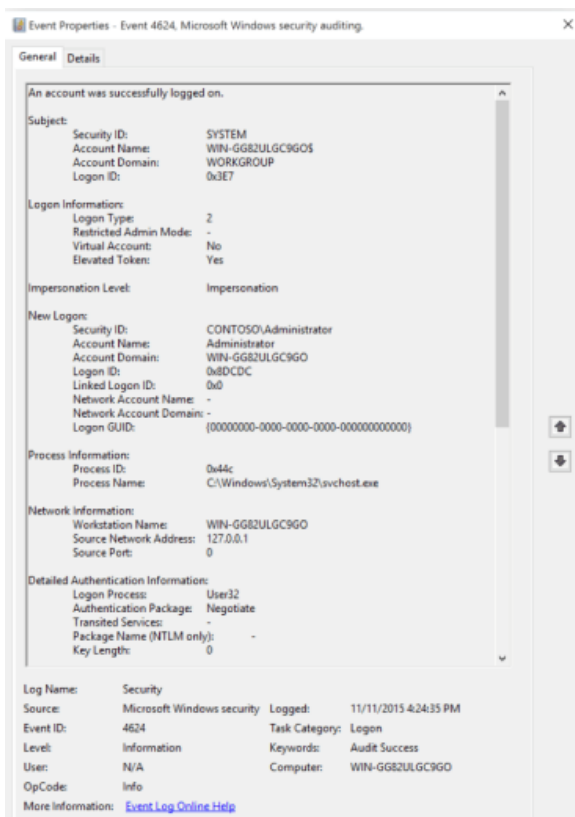 Event Properties - Event 4624, Microsoft Windows security auditing.
General Details
An account was successfully logged on.
Subject:
Security ID: SYSTEM
Account Name: WIN-GG82ULGC9GO$
Account Domain: WORKGROUP
Logon ID: 0x3E7
Logon Information:
Logon Type: 2
Restricted Admin Mode: -
Virtual Account: No
Elevated Token: Yes
Impersonation Level: Impersonation
New Logon:
Security ID: CONTOSO\Administrator
Account Name: Administrator
Account Domain: WIN-GG82ULGC9GO
Logon ID: 0x8DCDC
Linked Logon ID: 0x0
Network Account Name: -
Network Account Domain: -
Logon GUID: {00000000-0000-0000-0000-000000000000}
Process Information:
Process ID: 0x44c
Process Name: C:\Windows\System32\svchost.exe
Network Information:
Workstation Name: WIN-GG82ULGC9GO
Source Network Address: 127.0.0.1
Source Port: 0
Detailed Authentication Information:
Logon Process: User32
Authentication Package: Negotiate
Transited Services: -
Package Name (NTLM only): -
Key Length: 0
Log Name: Security
Source: Microsoft Windows security Logged: 11/11/2015 4:24:35 PM
Event ID: 4624 Task Category: Logon
Level: Information Keywords: Audit Success
User: N/A Computer: WIN-GG82ULGC9GO
OpCode: Info
More Information: Event Log Online Help